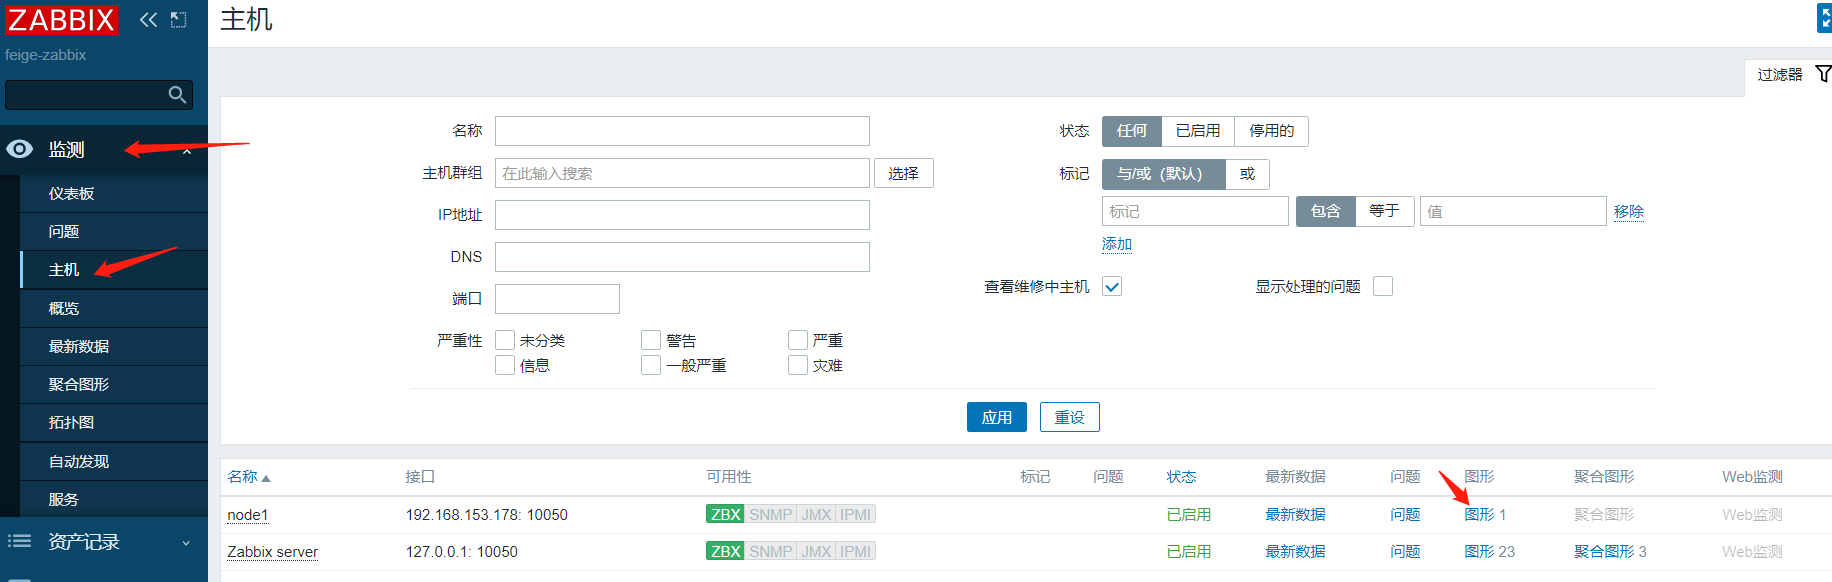 ZABBIX
feige-zabbix
监测
仪表板
问题
主机
概览
最新数据
聚合图形
拓扑图
自动发现
服务
资产记录
主机
过滤器
名称
主机群组 在此输入搜索 选择
IP地址
DNS
端口
严重性 未分类 警告 严重
信息 一般严重 灾难
状态 任何 已启用 停用的
标记 与/或（默认） 或
标记 包含 等于 值 移除
添加
查看维修中主机 显示处理的问题
应用 重设
名称 接口 可用性 标记 问题 状态 最新数据 问题 图形 聚合图形 Web监测
node1 192.168.153.178: 10050 ZBX SNMP JMX IPMI 已启用 最新数据 问题 图形 1 聚合图形 Web监测
Zabbix server 127.0.0.1: 10050 ZBX SNMP JMX IPMI 已启用 最新数据 问题 图形 23 聚合图形 3 Web监测